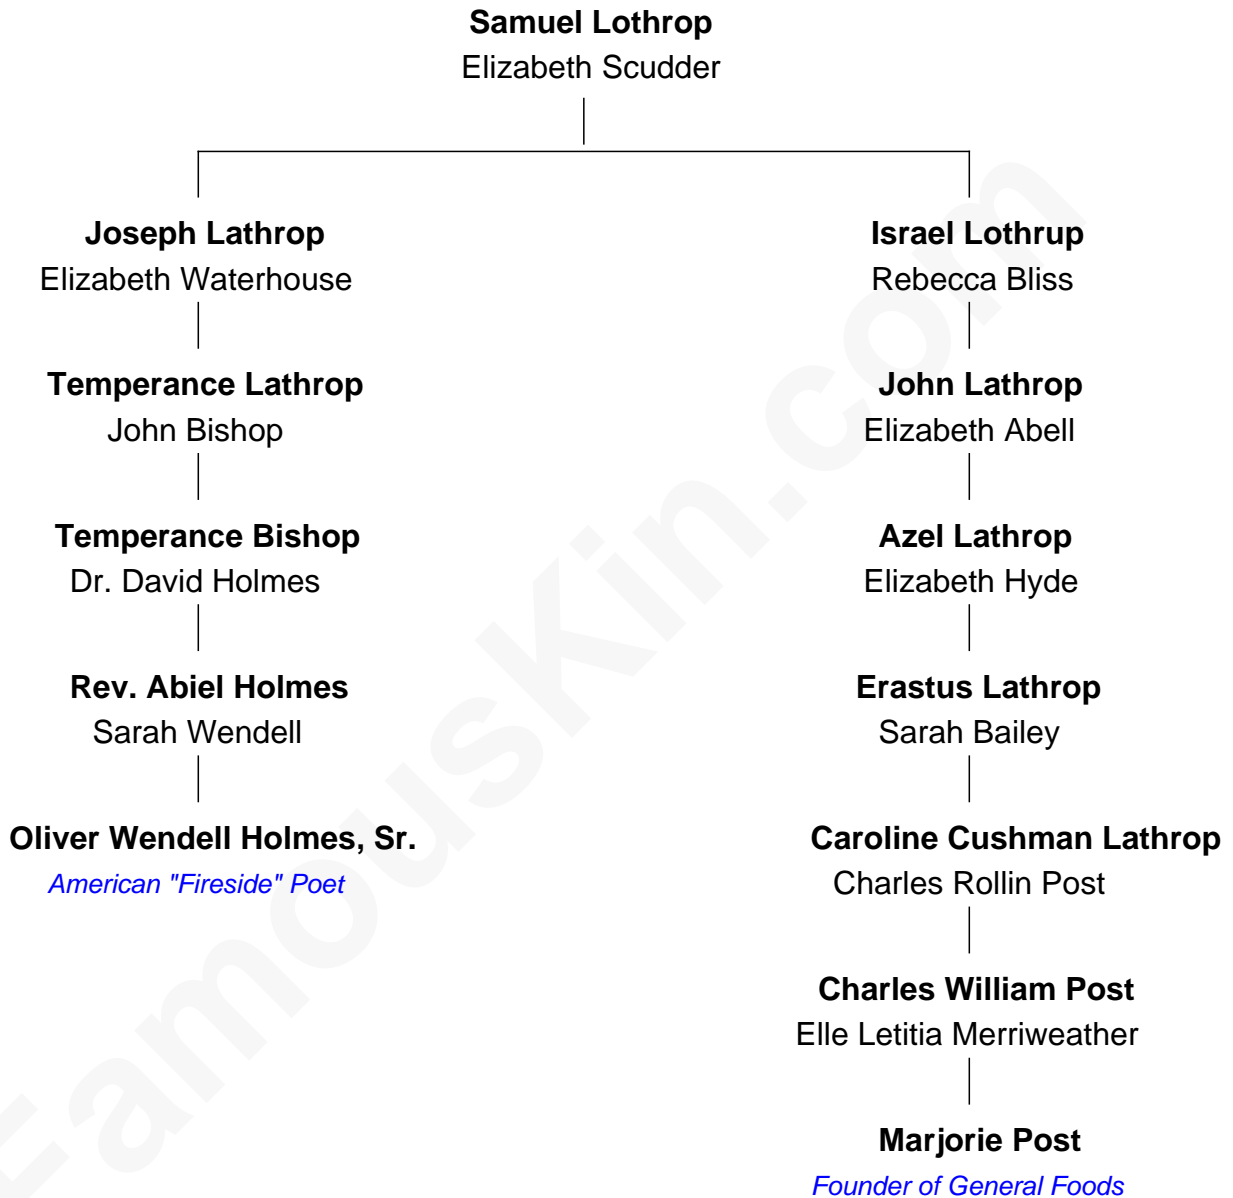 Samuel Lothrop
Elizabeth Scudder
Joseph Lathrop
Elizabeth Waterhouse
Israel Lothrup
Rebecca Bliss
Temperance Lathrop
John Bishop
John Lathrop
Elizabeth Abell
Temperance Bishop
Dr. David Holmes
Azel Lathrop
Elizabeth Hyde
Rev. Abiel Holmes
Sarah Wendell
Erastus Lathrop
Sarah Bailey
Oliver Wendell Holmes, Sr.
American "Fireside" Poet
Caroline Cushman Lathrop
Charles Rollin Post
Charles William Post
Elle Letitia Merriweather
Marjorie Post
Founder of General Foods
FamousKin.com